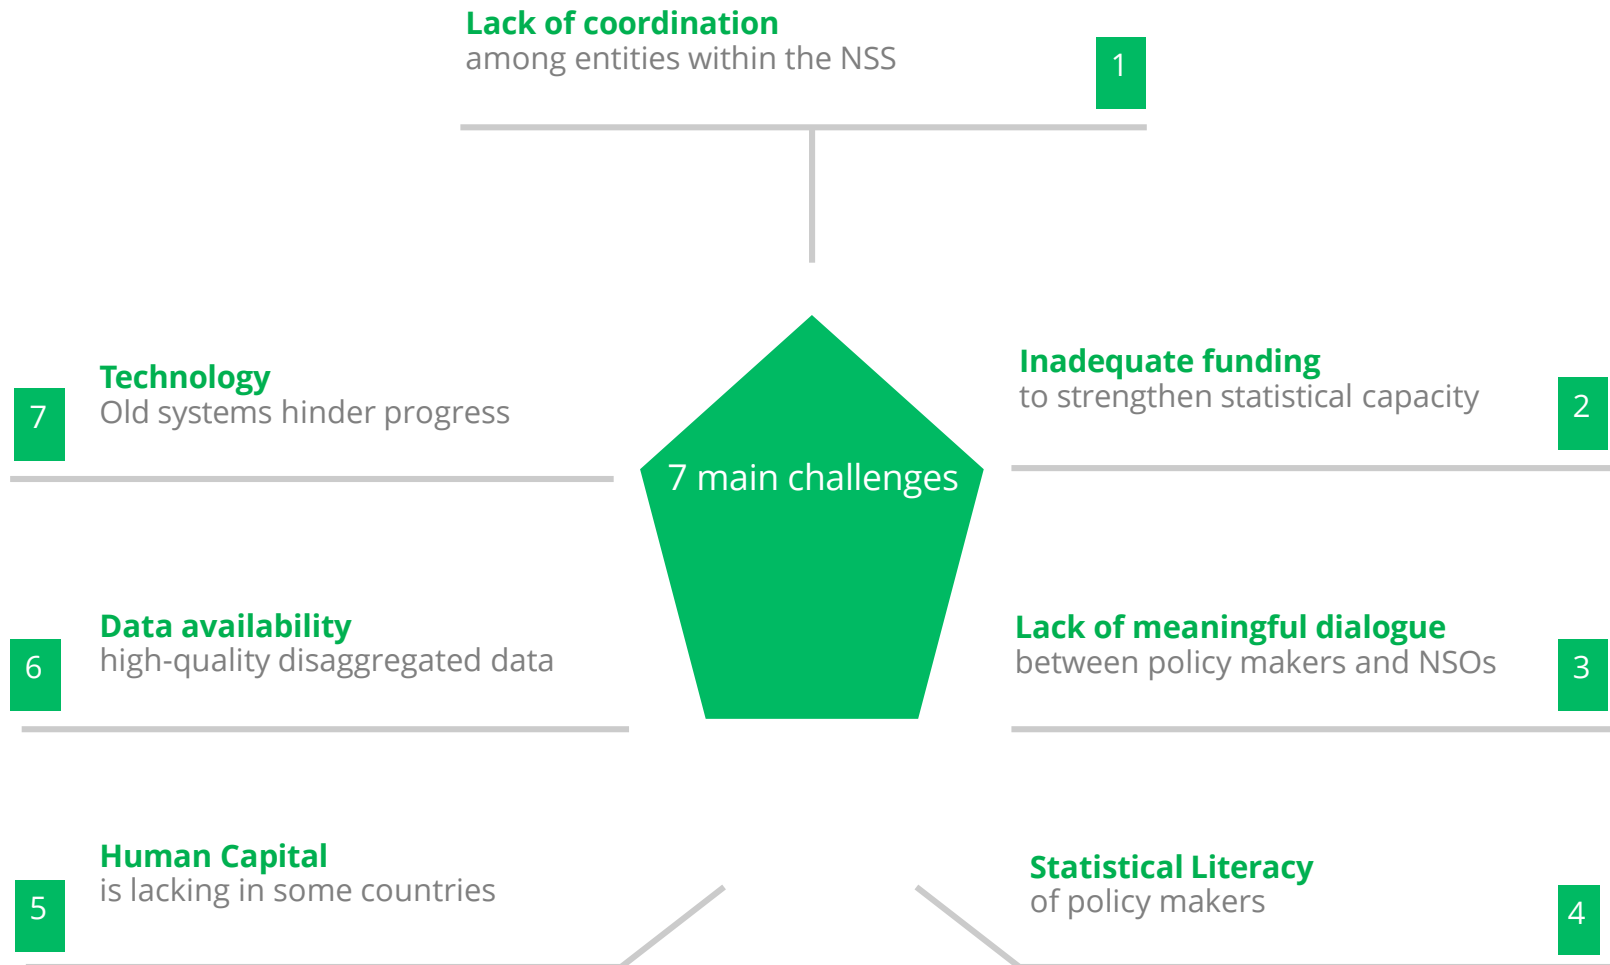 Lack of coordination
among entities within the NSS
1
Inadequate funding
to strengthen statistical capacity
2
Lack of meaningful dialogue
between policy makers and NSOs
3
Statistical Literacy
of policy makers
4
Human Capital
is lacking in some countries
5
Data availability
high-quality disaggregated data
6
Technology
Old systems hinder progress
7
7 main challenges